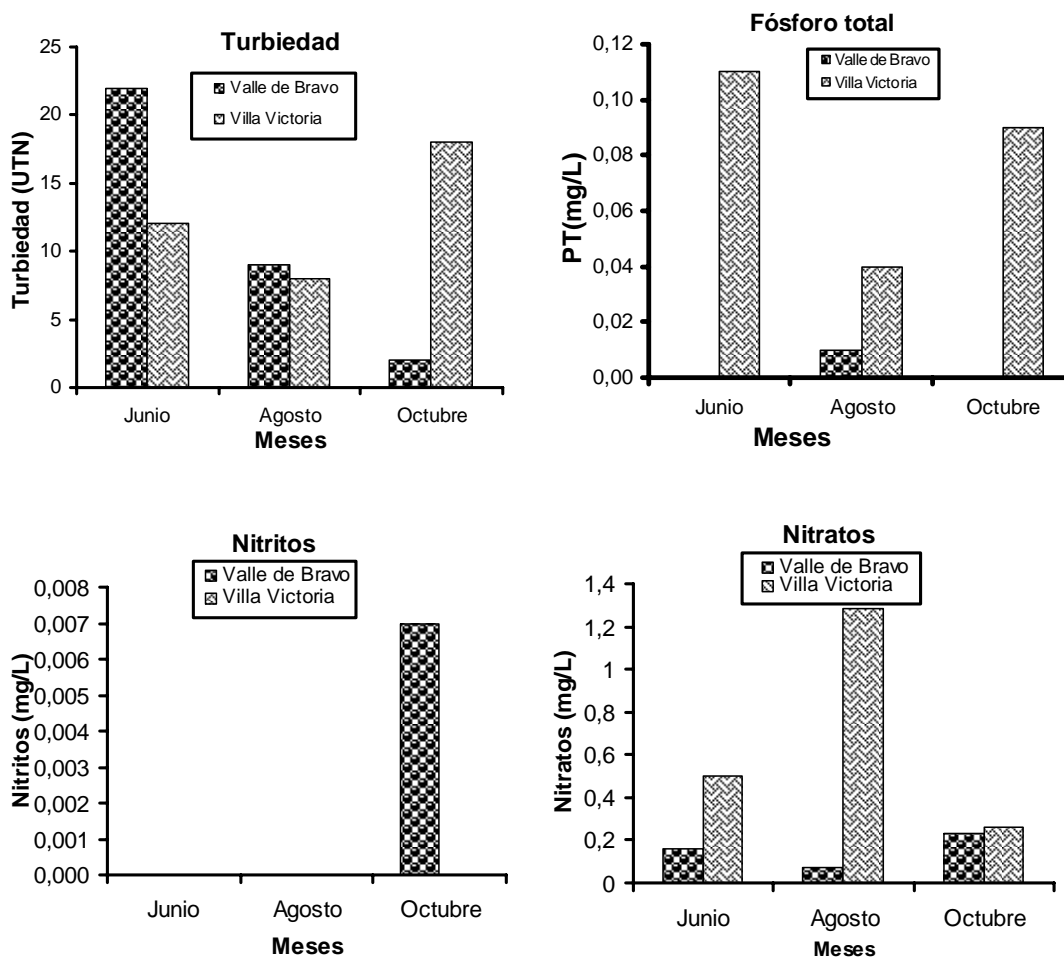 Turbiedad
Valle de Bravo
Villa Victoria
Turbiedad (UTN)
25
20
15
10
5
0
Junio Agosto Octubre
Meses
Fósforo total
Valle de Bravo
Villa Victoria
PT(mg/L)
0,12
0,10
0,08
0,06
0,04
0,02
0,00
Junio Agosto Octubre
Meses
Nitritos
Valle de Bravo
Villa Victoria
Nitritos (mg/L)
0,008
0,007
0,006
0,005
0,004
0,003
0,002
0,001
0,000
Junio Agosto Octubre
Meses
Nitratos
Valle de Bravo
Villa Victoria
Nitratos (mg/L)
1,4
1,2
1
0,8
0,6
0,4
0,2
0
Junio Agosto Octubre
Meses